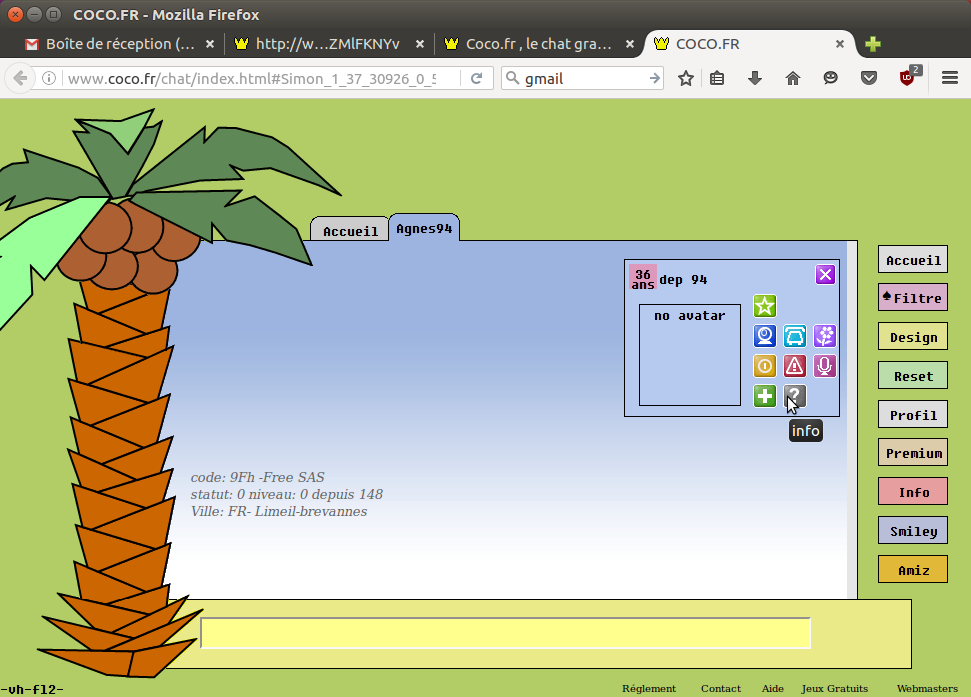 COCO.FR - Mozilla Firefox
Boîte de réception (...
http://w...ZMlFKNYv
Coco.fr , le chat gra...
COCO.FR
www.coco.fr/chat/index.html#Simon_1_37_30926_0_5
gmail
2
Accueil
Agnes94
36 ans
dep 94
no avatar
info
code: 9Fh -Free SAS
statut: 0 niveau: 0 depuis 148
Ville: FR- Limeil-brevannes
Accueil
♠Filtre
Design
Reset
Profil
Premium
Info
Smiley
Amiz
-vh-fl2-
Réglement
Contact
Aide
Jeux Gratuits
Webmasters